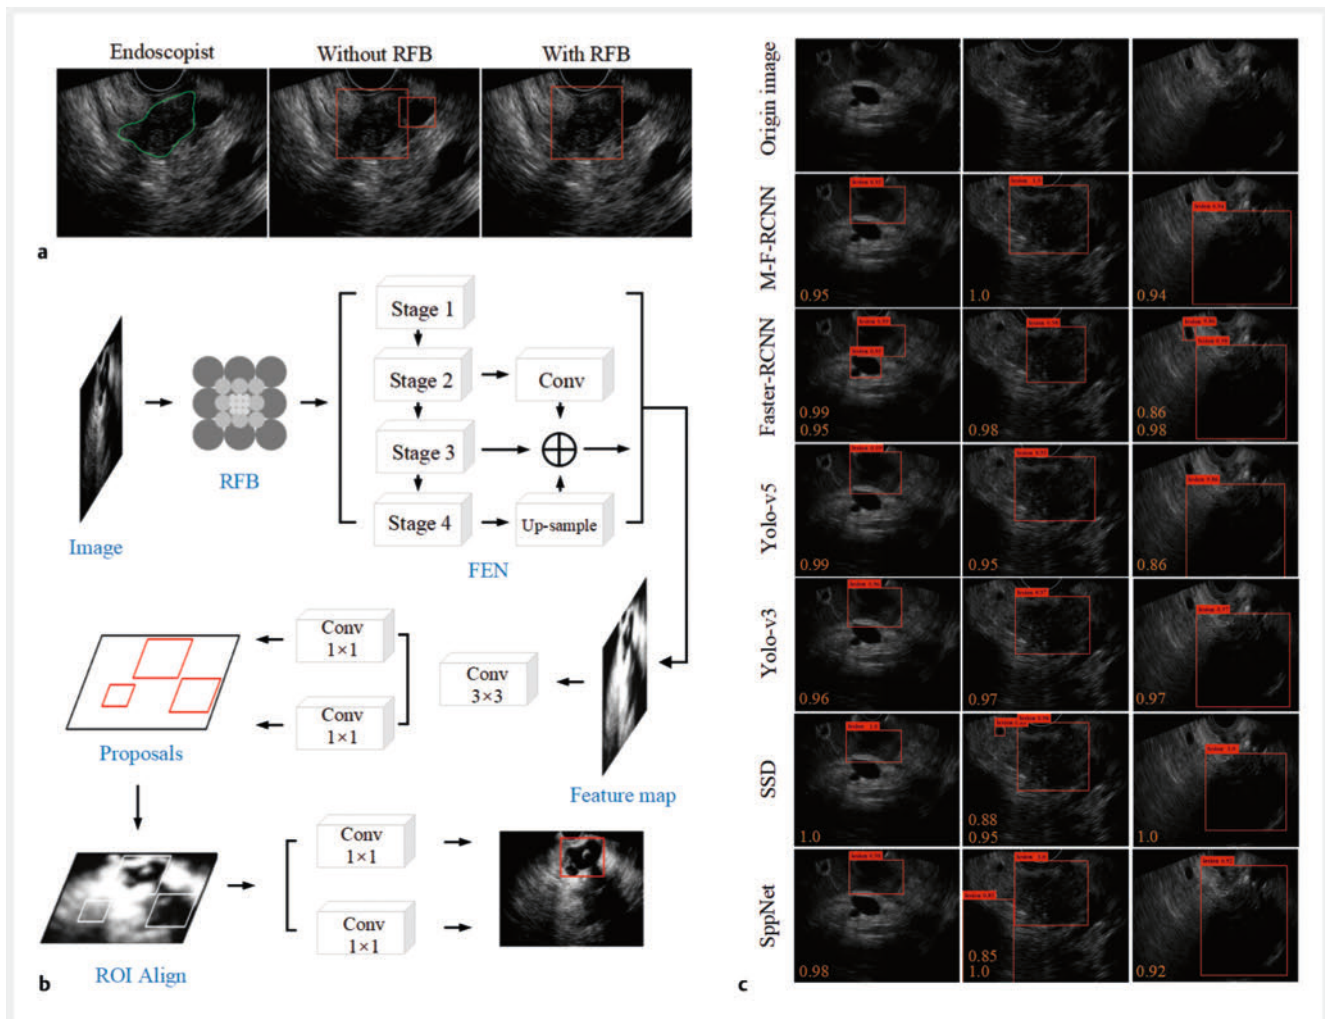 Endoscopist
Without RFB
With RFB
a
Image
RFB
Stage 1
Stage 2
Conv
Stage 3
Stage 4
Up-sample
FEN
Feature map
Conv
3×3
Conv
1×1
Conv
1×1
Proposals
ROI Align
Conv
1×1
Conv
1×1
b
Origin image
M-F-RCNN
0.95
1.0
0.94
Faster-RCNN
0.99
0.95
0.98
0.86
0.98
Yolo-v5
0.99
0.95
0.86
Yolo-v3
0.96
0.97
0.97
SSD
1.0
0.88
0.95
1.0
SppNet
0.98
0.85
1.0
0.92
c